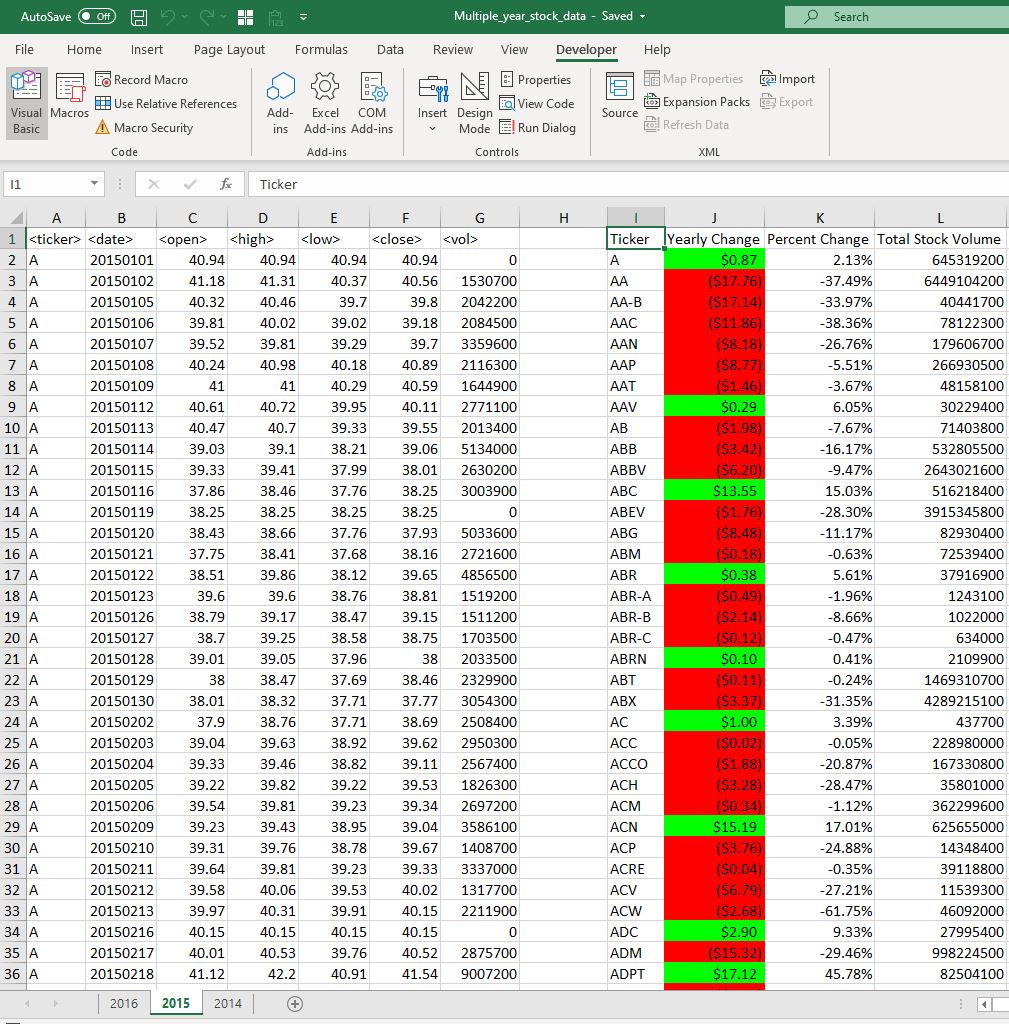 AutoSave Off Multiple_year_stock_data - Saved Search
File Home Insert Page Layout Formulas Data Review View Developer Help
Visual Basic Macros Record Macro Use Relative References Macro Security Code
Add-ins Excel Add-ins COM Add-ins Add-ins
Insert Design Mode Properties View Code Run Dialog Controls
Source Map Properties Expansion Packs Refresh Data Import Export XML
I1 fx Ticker
A B C D E F G H I J K L
1 <ticker> <date> <open> <high> <low> <close> <vol> Ticker Yearly Change Percent Change Total Stock Volume
2 A 20150101 40.94 40.94 40.94 40.94 0 A $0.87 2.13% 645319200
3 A 20150102 41.18 41.31 40.37 40.56 1530700 AA ($17.76) -37.49% 6449104200
4 A 20150105 40.32 40.46 39.7 39.8 2042200 AA-B ($17.14) -33.97% 40441700
5 A 20150106 39.81 40.02 39.02 39.18 2084500 AAC ($11.86) -38.36% 78122300
6 A 20150107 39.52 39.81 39.29 39.7 3359600 AAN ($8.18) -26.76% 179606700
7 A 20150108 40.24 40.98 40.18 40.89 2116300 AAP ($8.77) -5.51% 266930500
8 A 20150109 41 41 40.29 40.59 1644900 AAT ($1.46) -3.67% 48158100
9 A 20150112 40.61 40.72 39.95 40.11 2771100 AAV $0.29 6.05% 30229400
10 A 20150113 40.47 40.7 39.33 39.55 2013400 AB ($1.98) -7.67% 71403800
11 A 20150114 39.03 39.1 38.21 39.06 5134000 ABB ($3.42) -16.17% 532805500
12 A 20150115 39.33 39.41 37.99 38.01 2630200 ABBV ($6.20) -9.47% 2643021600
13 A 20150116 37.86 38.46 37.76 38.25 3003900 ABC $13.55 15.03% 516218400
14 A 20150119 38.25 38.25 38.25 38.25 0 ABEV ($1.76) -28.30% 3915345800
15 A 20150120 38.43 38.66 37.76 37.93 5033600 ABG ($8.48) -11.17% 82930400
16 A 20150121 37.75 38.41 37.68 38.16 2721600 ABM ($0.18) -0.63% 72539400
17 A 20150122 38.51 39.86 38.12 39.65 4856500 ABR $0.38 5.61% 37916900
18 A 20150123 39.6 39.6 38.76 38.81 1519200 ABR-A ($0.49) -1.96% 1243100
19 A 20150126 38.79 39.17 38.47 39.15 1511200 ABR-B ($2.14) -8.66% 1022000
20 A 20150127 38.7 39.25 38.58 38.75 1703500 ABR-C ($0.12) -0.47% 634000
21 A 20150128 39.01 39.05 37.96 38 2033500 ABRN $0.10 0.41% 2109900
22 A 20150129 38 38.47 37.69 38.46 2329900 ABT ($0.11) -0.24% 1469310700
23 A 20150130 38.01 38.32 37.71 37.77 3054300 ABX ($3.37) -31.35% 4289215100
24 A 20150202 37.9 38.76 37.71 38.69 2508400 AC $1.00 3.39% 437700
25 A 20150203 39.04 39.63 38.92 39.62 2950300 ACC ($0.02) -0.05% 228980000
26 A 20150204 39.33 39.46 38.82 39.11 2567400 ACCO ($1.88) -20.87% 167330800
27 A 20150205 39.22 39.82 39.22 39.53 1826300 ACH ($3.28) -28.47% 35801000
28 A 20150206 39.54 39.81 39.23 39.34 2697200 ACM ($0.34) -1.12% 362299600
29 A 20150209 39.23 39.43 38.95 39.04 3586100 ACN $15.19 17.01% 625655000
30 A 20150210 39.31 39.76 38.78 39.67 1408700 ACP ($3.76) -24.88% 14348400
31 A 20150211 39.64 39.81 39.23 39.33 3337000 ACRE ($0.04) -0.35% 39118800
32 A 20150212 39.58 40.06 39.53 40.02 1317700 ACV ($6.79) -27.21% 11539300
33 A 20150213 39.97 40.31 39.91 40.15 2211900 ACW ($2.68) -61.75% 46092000
34 A 20150216 40.15 40.15 40.15 40.15 0 ADC $2.90 9.33% 27995400
35 A 20150217 40.01 40.53 39.76 40.52 2875700 ADM ($15.32) -29.46% 998224500
36 A 20150218 41.12 42.2 40.91 41.54 9007200 ADPT $17.12 45.78% 82504100
2016 2015 2014